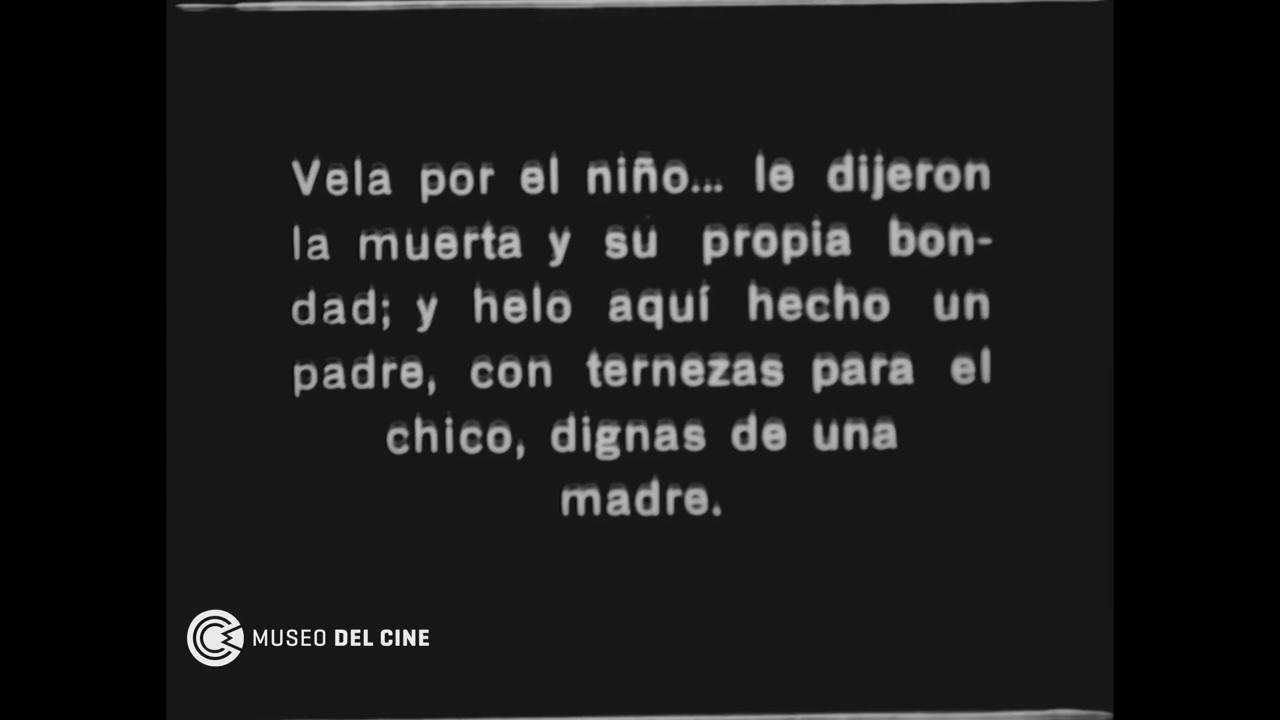 Vela por el niño... le dijeron
la muerta y su propia bon-
dad; y helo aquí hecho un
padre, con ternezas para el
chico, dignas de una
madre.
MUSEO DEL CINE